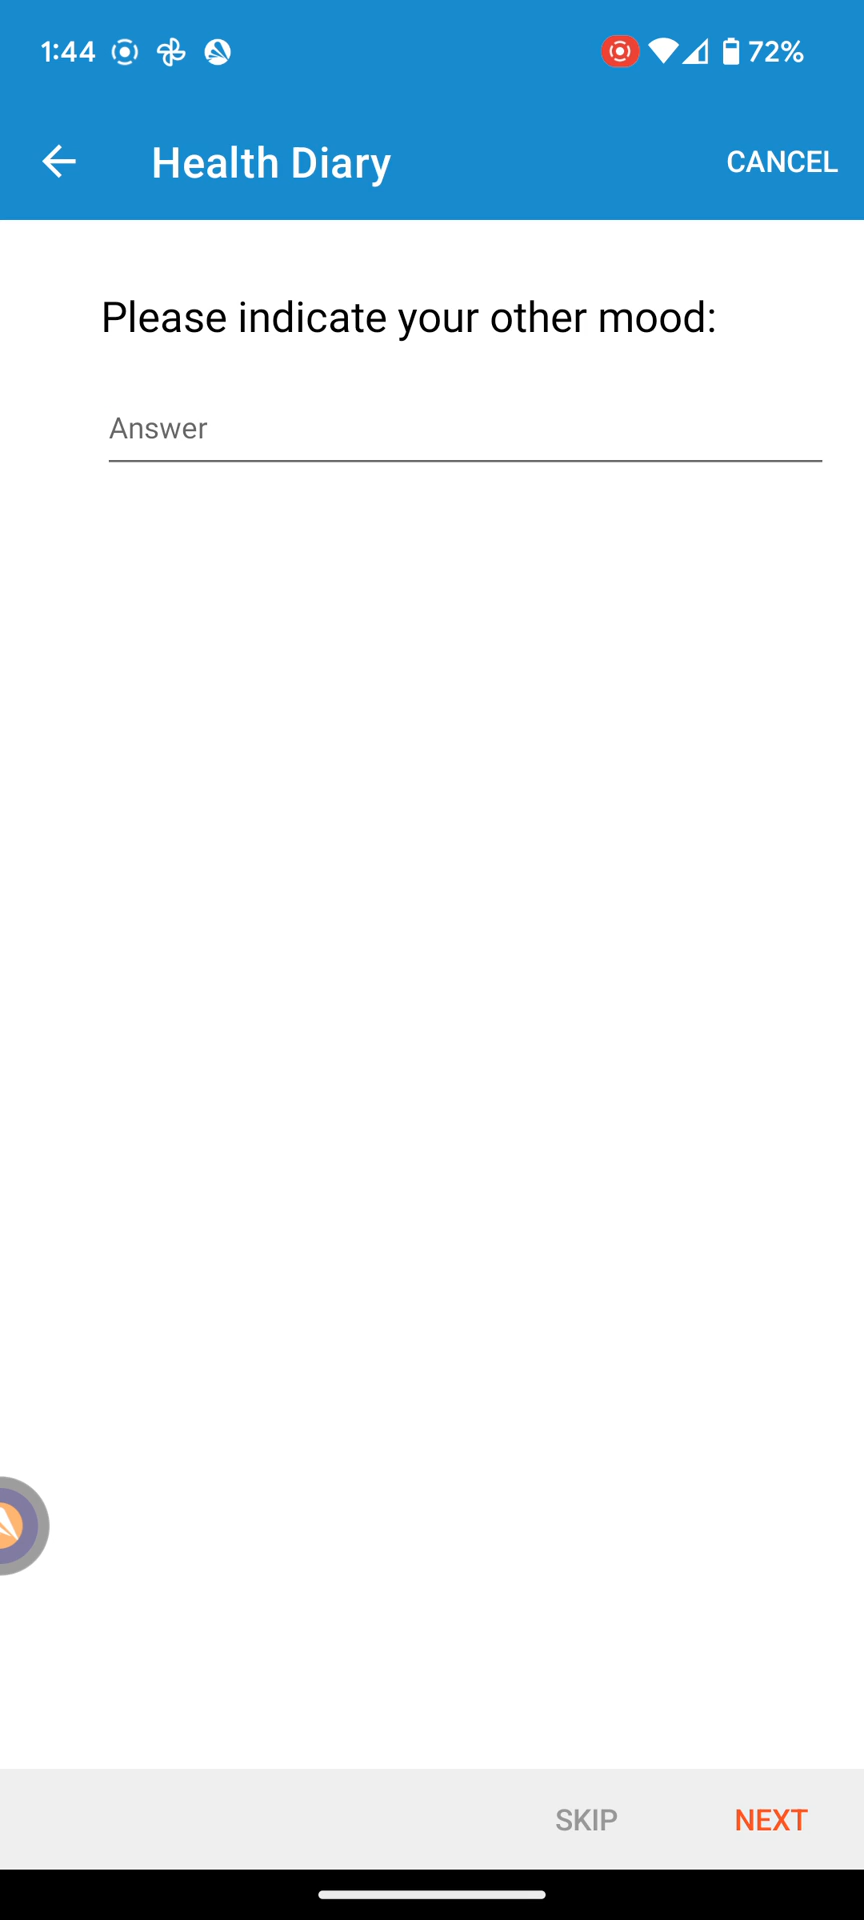 1:44 72%
Health Diary CANCEL
Please indicate your other mood:
Answer
SKIP NEXT